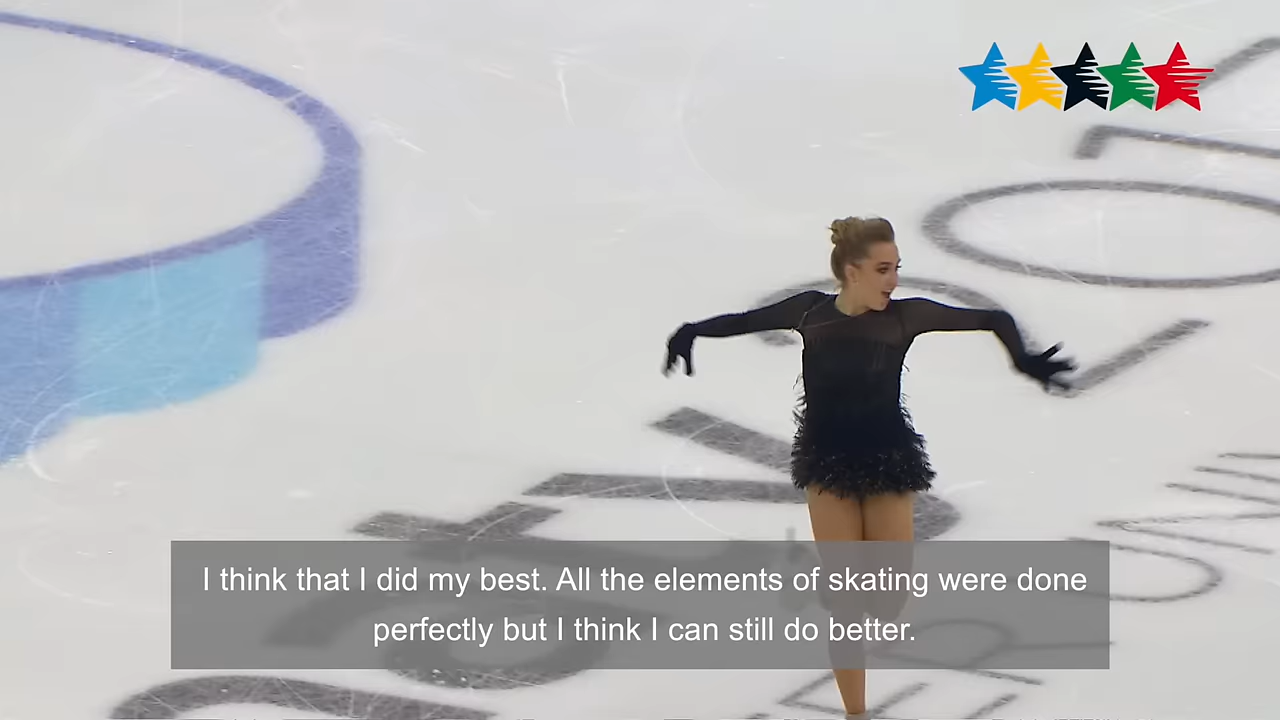 I think that I did my best. All the elements of skating were done
perfectly but I think I can still do better.